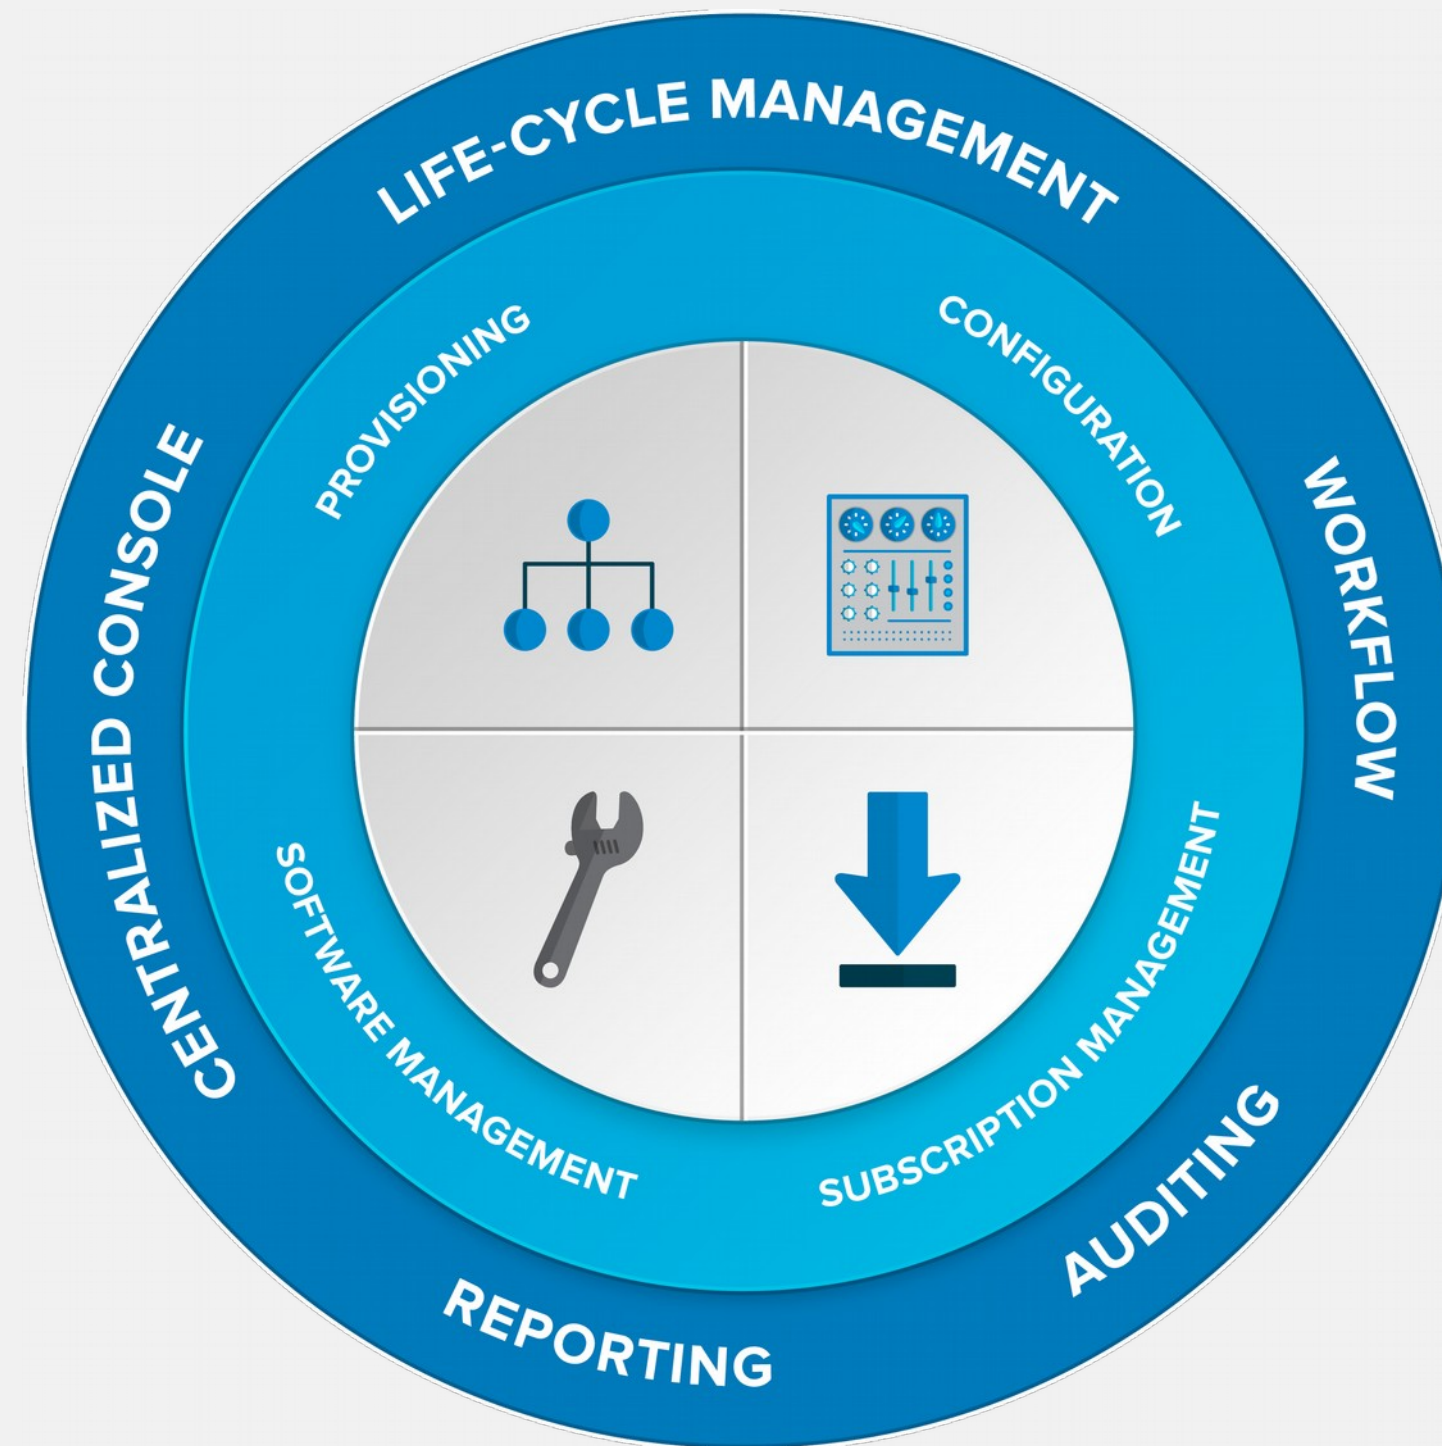 LIFE-CYCLE MANAGEMENT
WORKFLOW
AUDITING
REPORTING
CENTRALIZED CONSOLE
PROVISIONING
CONFIGURATION
SUBSCRIPTION MANAGEMENT
SOFTWARE MANAGEMENT